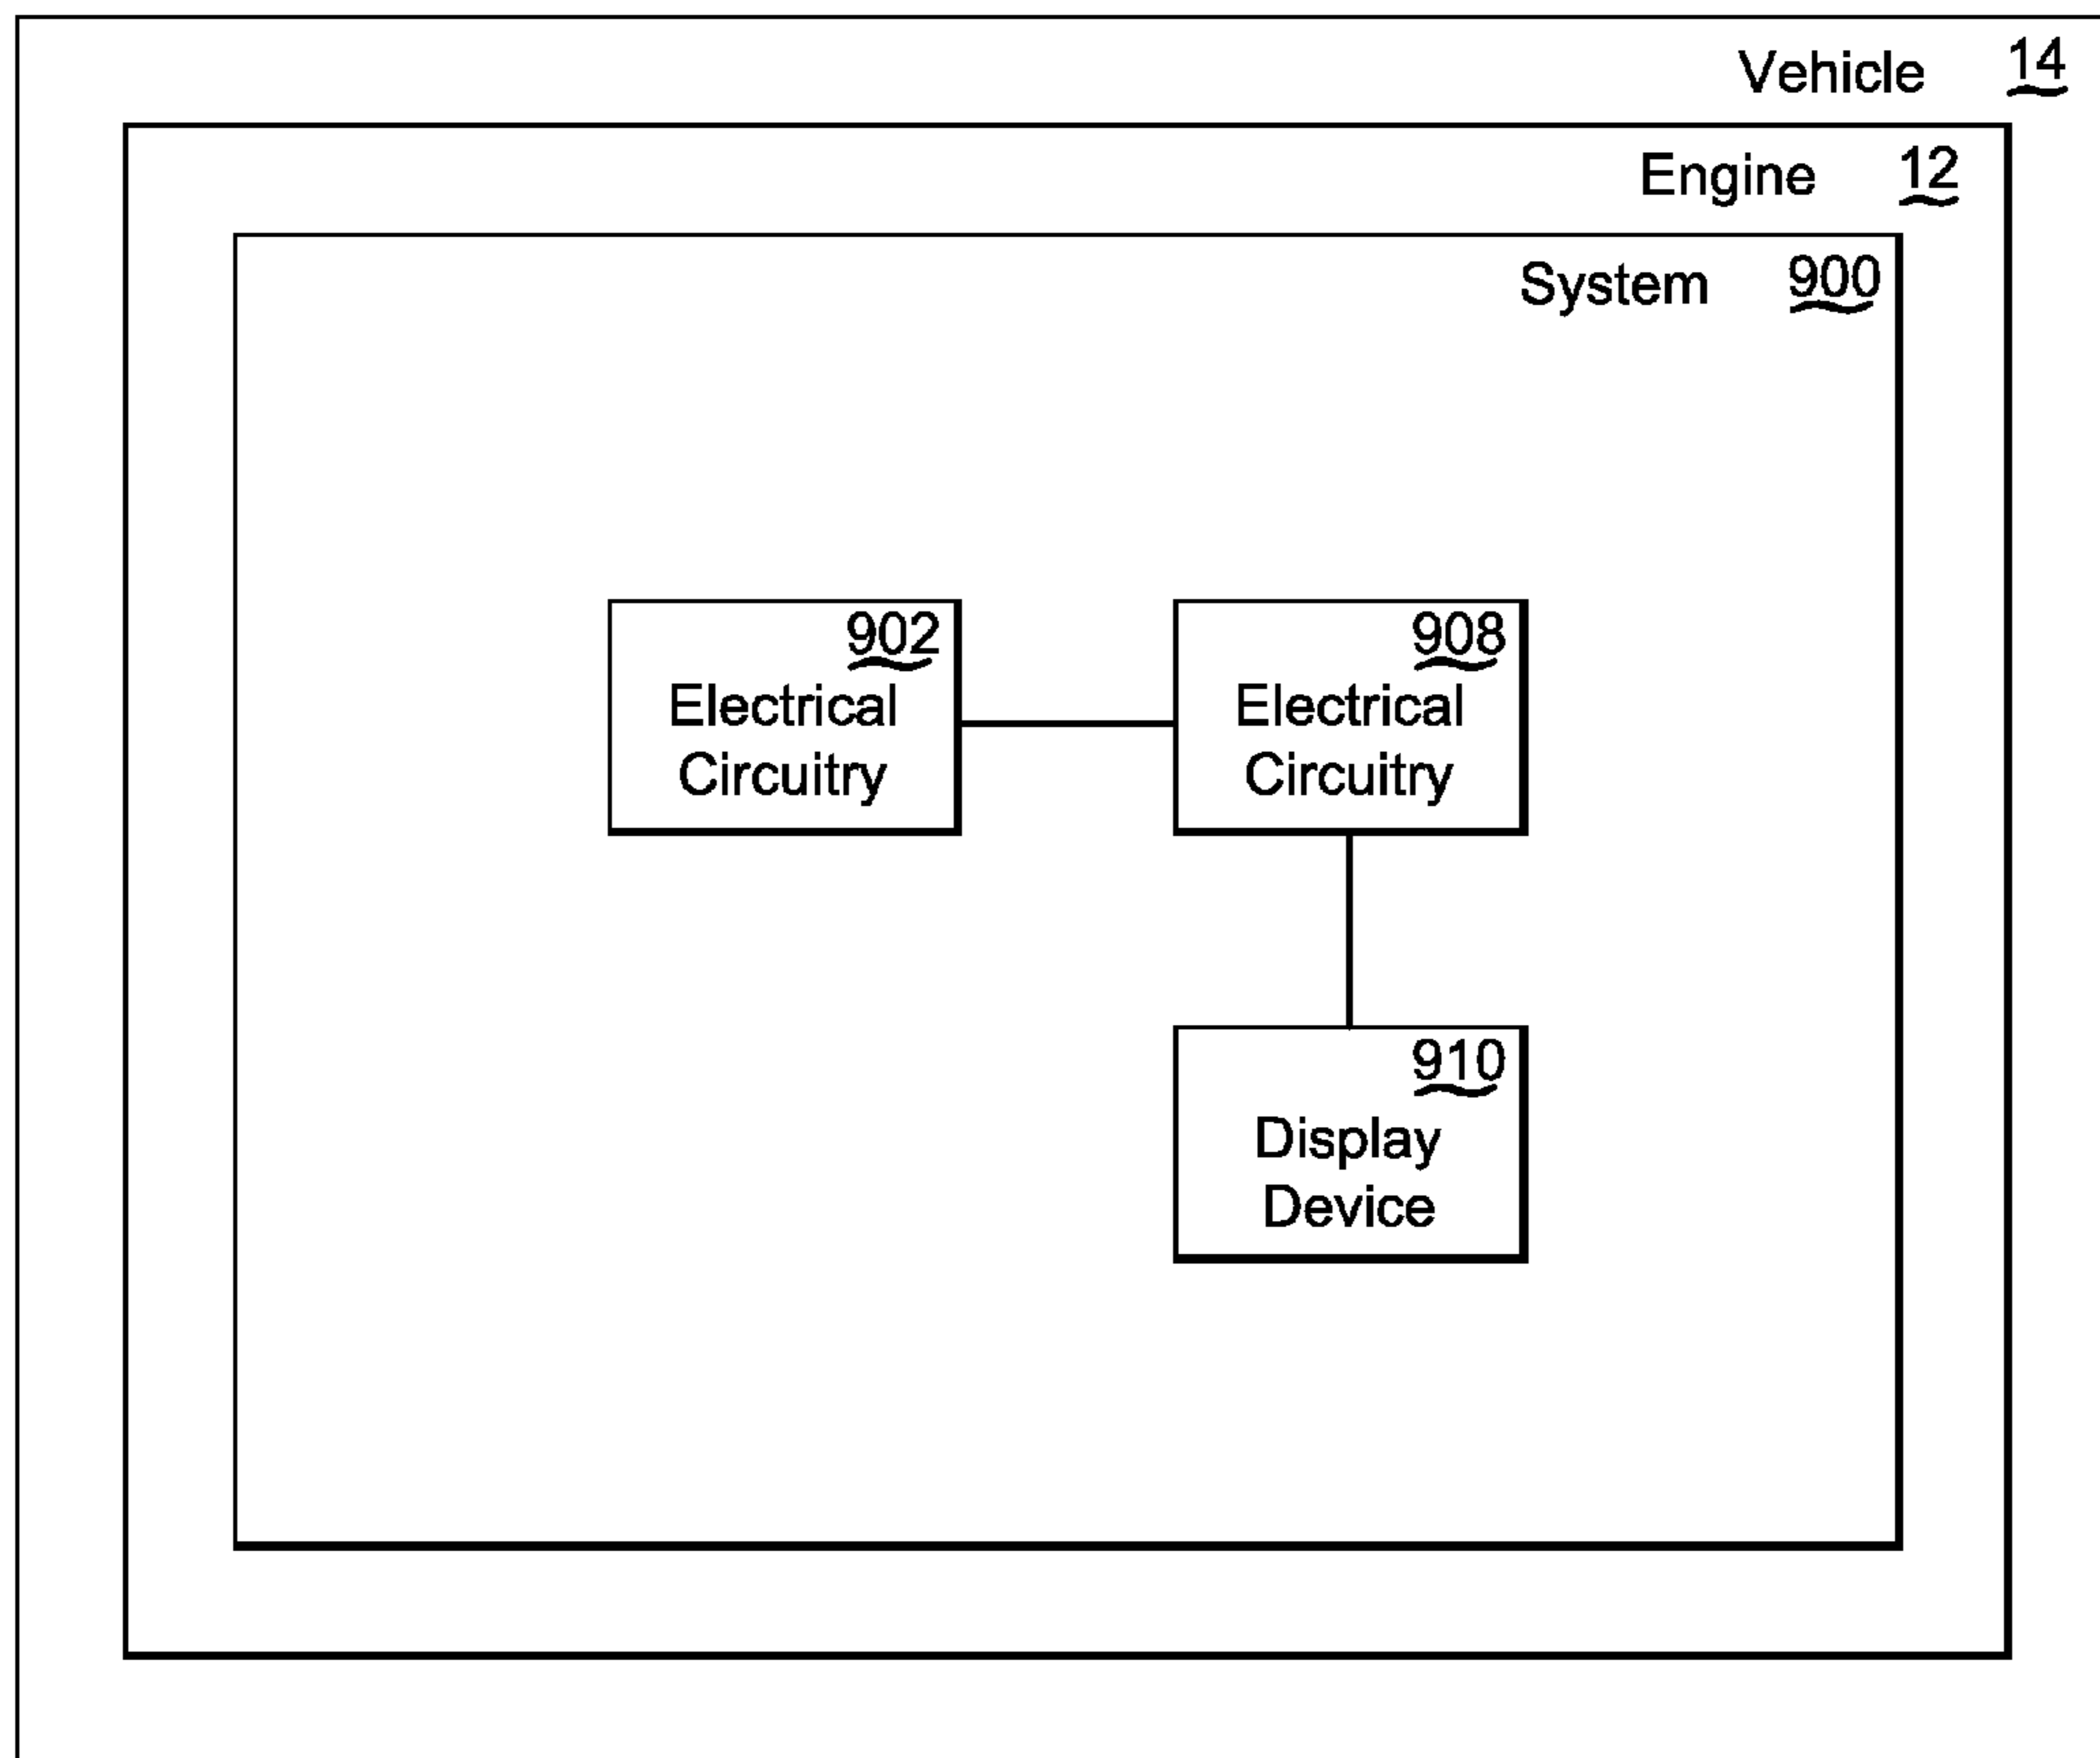 Vehicle 14
Engine 12
System 900
902
Electrical
Circuitry
908
Electrical
Circuitry
910
Display
Device